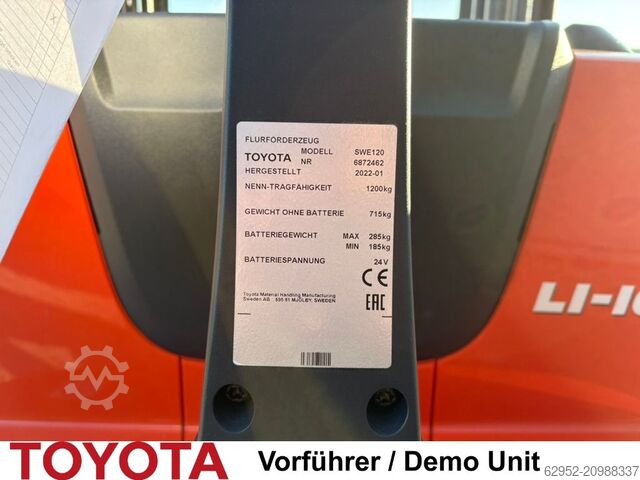 FLURFÖRDERZEUG
TOYOTA MODELL SWE120
NR 6872462
HERGESTELLT 2022-01
NENN-TRAGFÄHIGKEIT 1200kg
GEWICHT OHNE BATTERIE 715kg
BATTERIEGEWICHT MAX 285kg
MIN 185kg
BATTERIESPANNUNG 24V
CE
Toyota Material Handling Manufacturing
Sweden AB 595 81 MJÖLBY, SWEDEN
EAC
LI-I
TOYOTA Vorführer / Demo Unit
62952-20988337